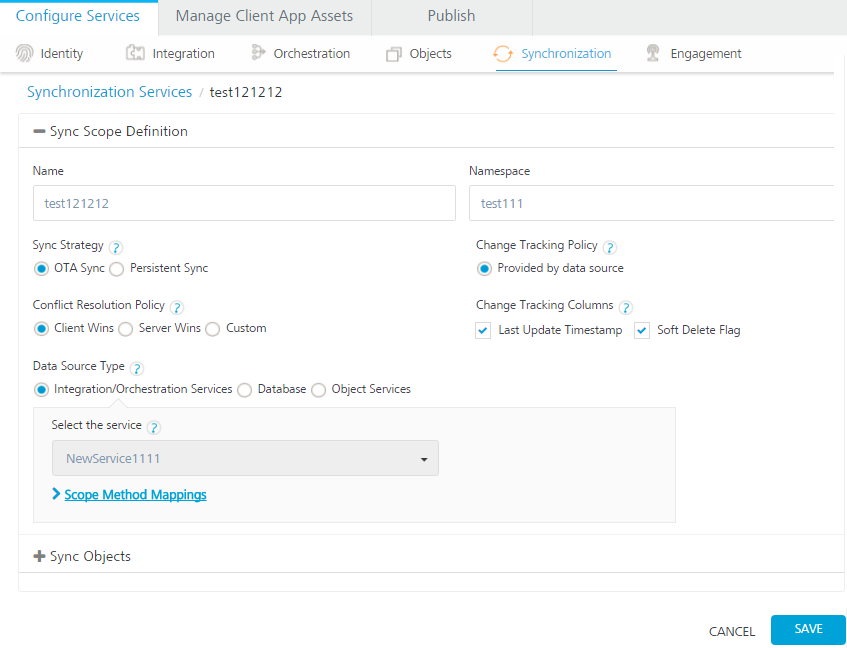 Configure Services Manage Client App Assets Publish
Identity Integration Orchestration Objects Synchronization Engagement
Synchronization Services / test121212
Sync Scope Definition
Name Namespace
test121212 test111
Sync Strategy ? Change Tracking Policy ?
OTA Sync Persistent Sync Provided by data source
Conflict Resolution Policy ? Change Tracking Columns ?
Client Wins Server Wins Custom Last Update Timestamp Soft Delete Flag
Data Source Type ?
Integration/Orchestration Services Database Object Services
Select the service ?
NewService1111
Scope Method Mappings
Sync Objects
CANCEL SAVE